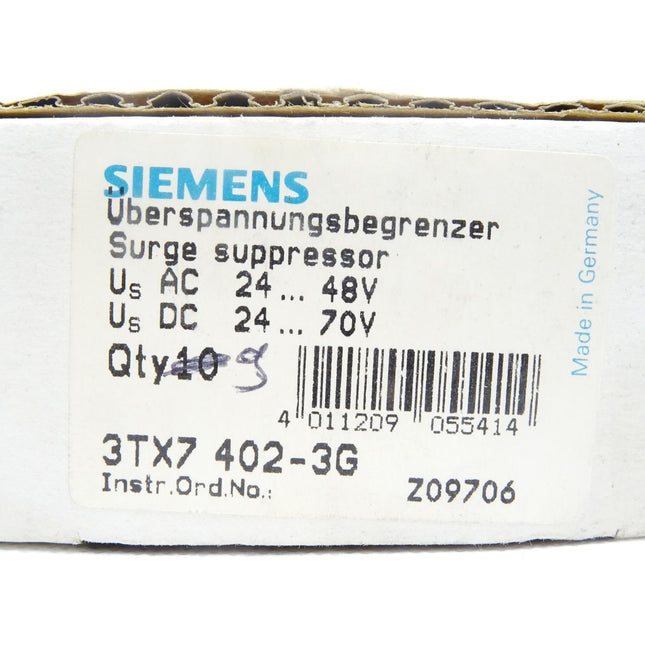 SIEMENS
Überspannungsbegrenzer
Surge suppressor
Us AC 24 ... 48V
Us DC 24 ... 70V
Qty 10 9
4 011209 055414
3TX7 402-3G
Instr.Ord.No.: Z09706
Made in Germany